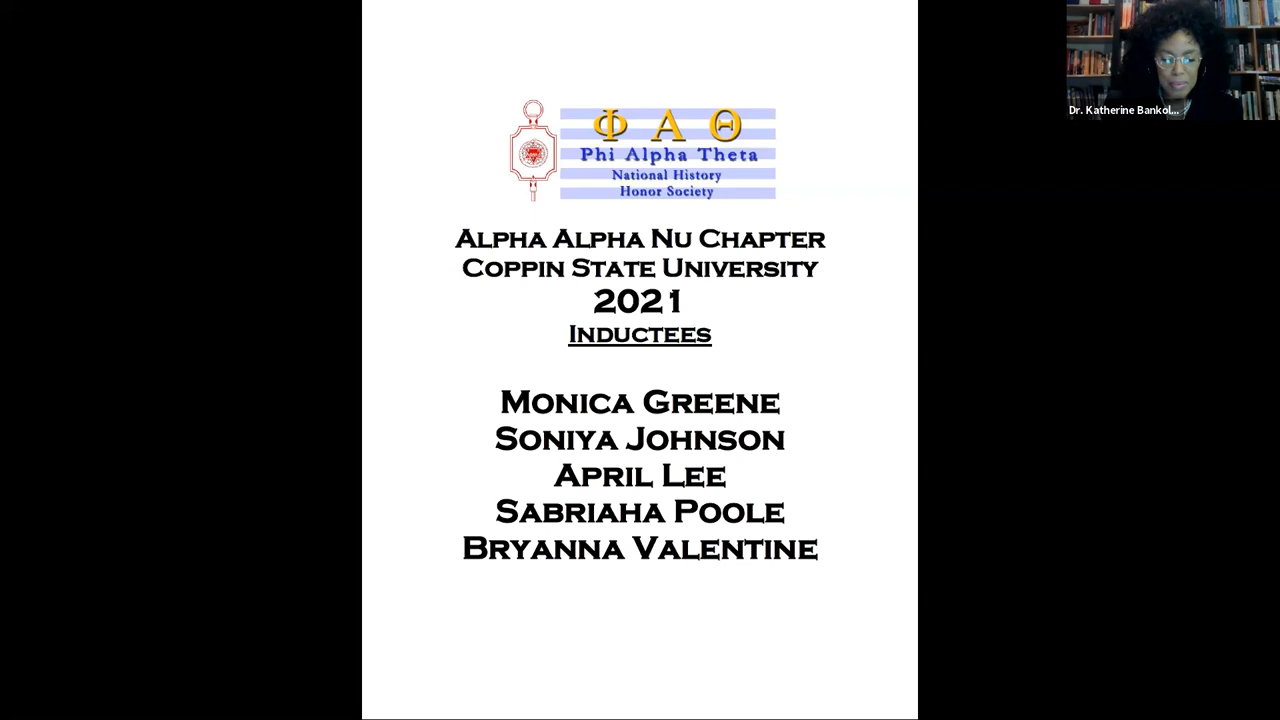 Φ Α Θ
Phi Alpha Theta
National History
Honor Society
ALPHA ALPHA NU CHAPTER
COPPIN STATE UNIVERSITY
2021
INDUCTEES
MONICA GREENE
SONIYA JOHNSON
APRIL LEE
SABRIAHA POOLE
BRYANNA VALENTINE
Dr. Katherine Bankol...